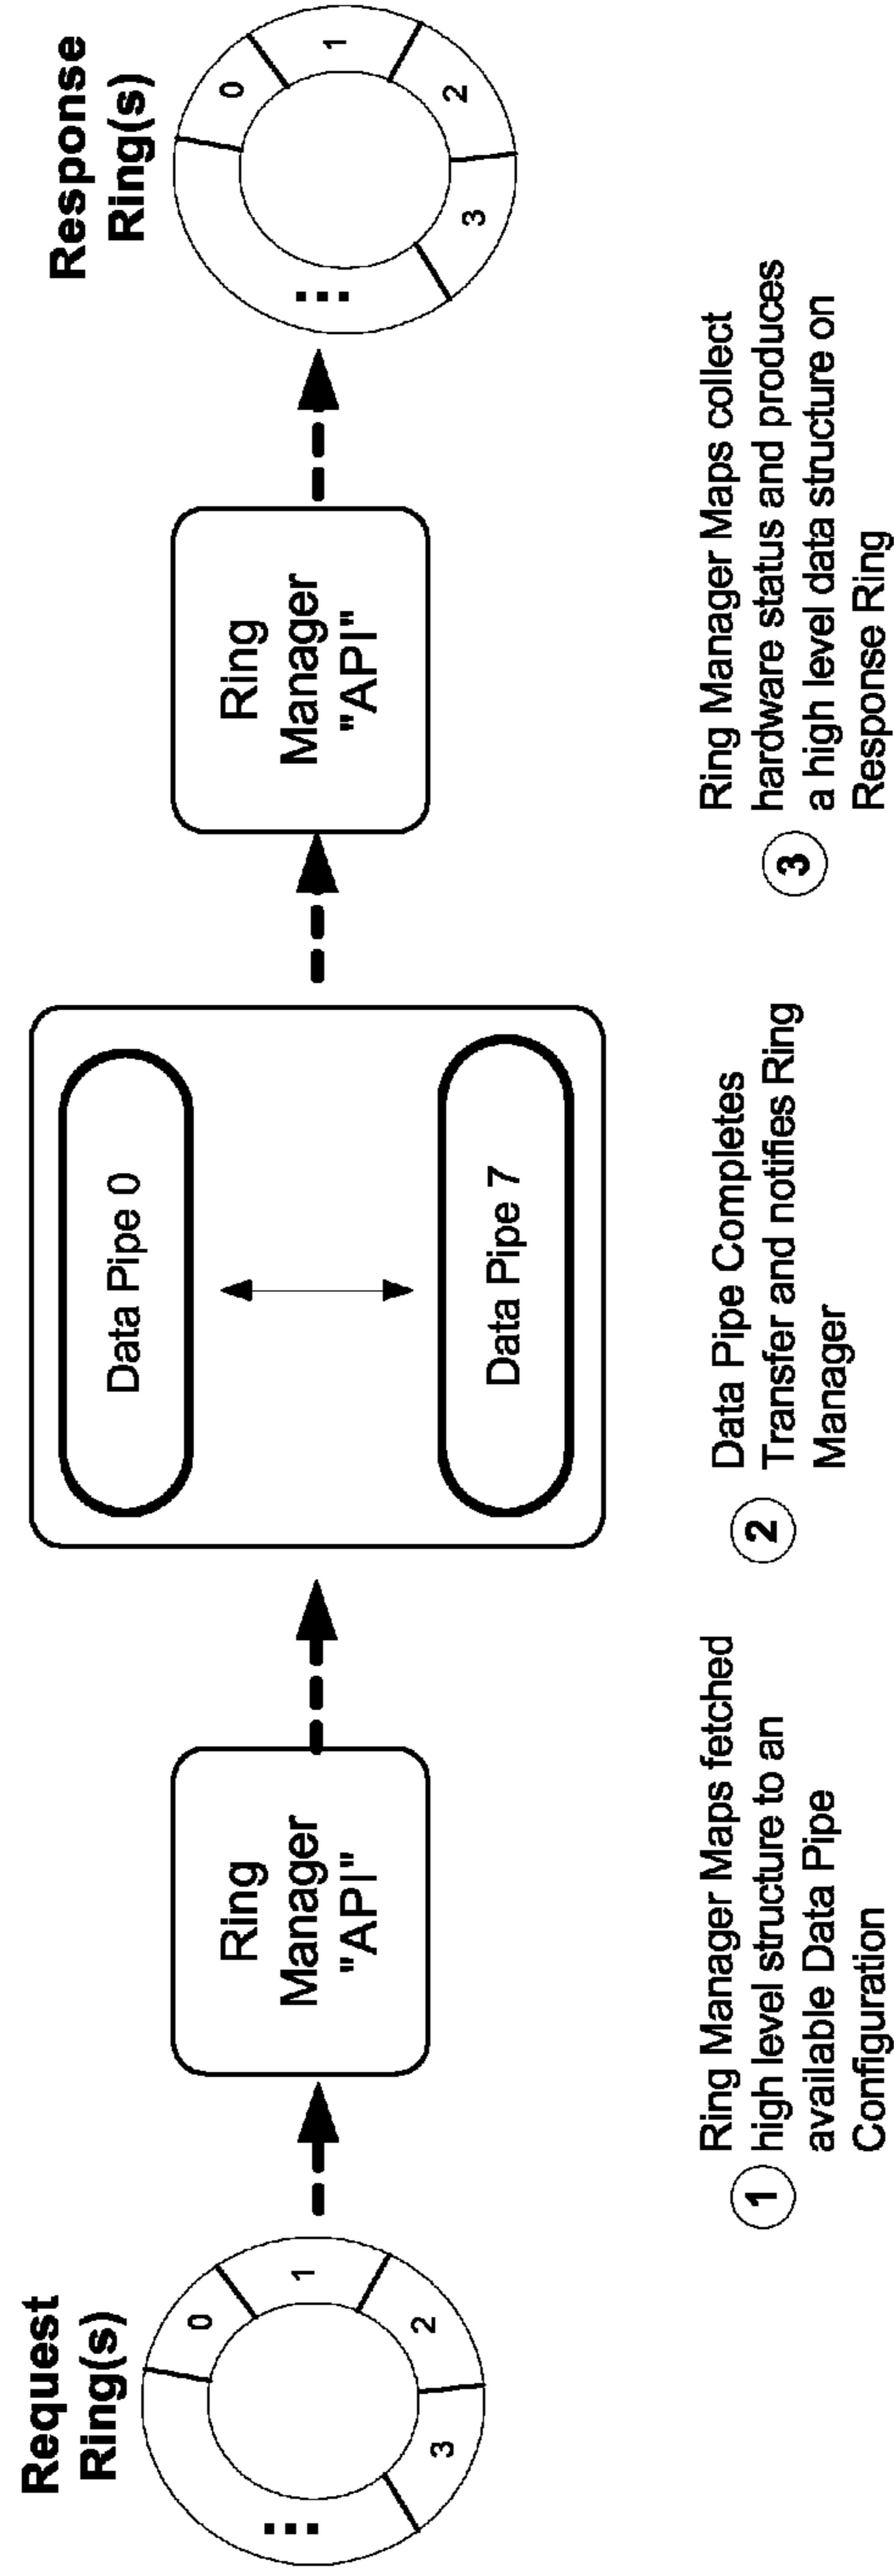 Request
Ring(s)
0
1
2
3
...
Ring
Manager
"API"
Data Pipe 0
Data Pipe 7
Ring
Manager
"API"
Response
Ring(s)
0
1
2
3
...
1
Ring Manager Maps fetched
high level structure to an
available Data Pipe
Configuration
2
Data Pipe Completes
Transfer and notifies Ring
Manager
3
Ring Manager Maps collect
hardware status and produces
a high level data structure on
Response Ring